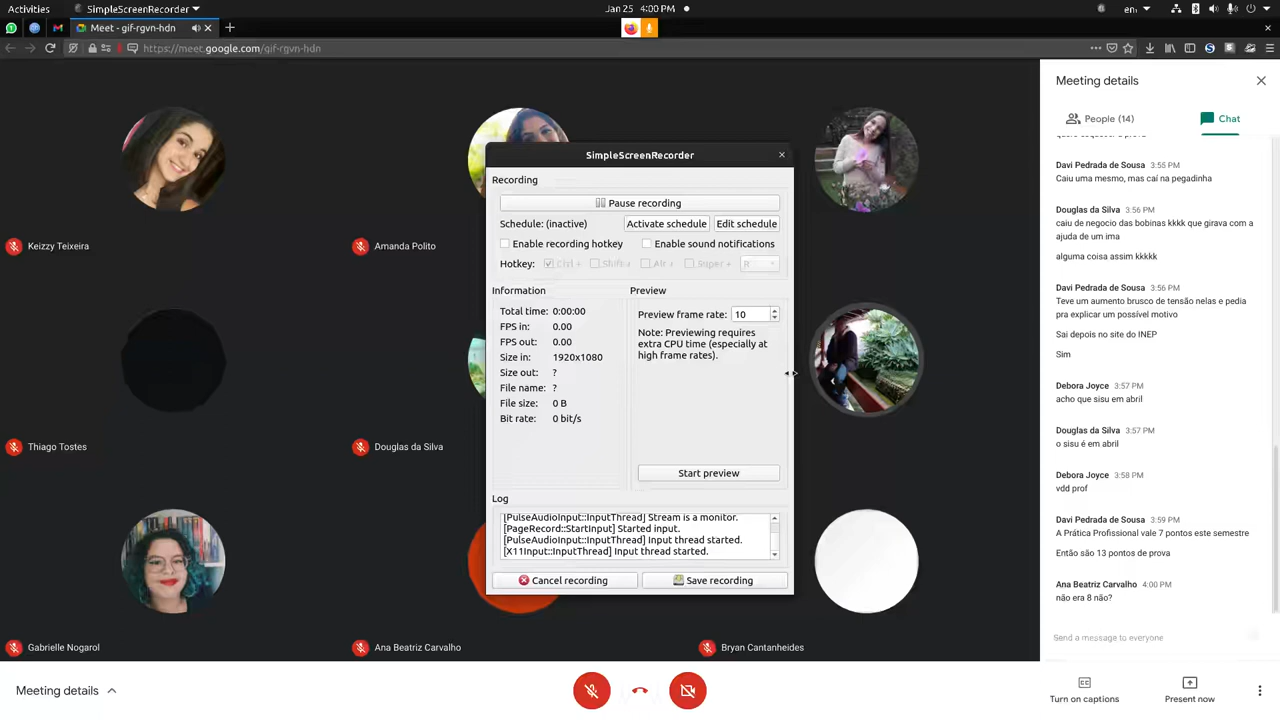 Activities
SimpleScreenRecorder
Jan 25 4:00 PM
en
Meet - gif-rgvn-hdn
https://meet.google.com/gif-rgvn-hdn
Keizzy Teixeira
Amanda Polito
Thiago Tostes
Douglas da Silva
Gabrielle Nogarol
Ana Beatriz Carvalho
Bryan Cantanheides
SimpleScreenRecorder
Recording
Pause recording
Schedule: (inactive)
Activate schedule
Edit schedule
Enable recording hotkey
Enable sound notifications
Hotkey: Ctrl + Shift + Alt + Super + R
Information
Total time: 0:00:00
FPS in: 0.00
FPS out: 0.00
Size in: 1920x1080
Size out: ?
File name: ?
File size: 0 B
Bit rate: 0 bit/s
Preview
Preview frame rate: 10
Note: Previewing requires
extra CPU time (especially at
high frame rates).
Start preview
Log
[PulseAudioInput::InputThread] Stream is a monitor.
[PageRecord::StartInput] Started input.
[PulseAudioInput::InputThread] Input thread started.
[X11Input::InputThread] Input thread started.
Cancel recording
Save recording
Meeting details
People (14)
Chat
Davi Pedrada de Sousa 3:55 PM
Caiu uma mesmo, mas caí na pegadinha
Douglas da Silva 3:56 PM
caiu de negocio das bobinas kkkk que girava com a
ajuda de um ima
alguma coisa assim kkkkk
Davi Pedrada de Sousa 3:56 PM
Teve um aumento brusco de tensão nelas e pedia
pra explicar um possível motivo
Sai depois no site do INEP
Sim
Debora Joyce 3:57 PM
acho que sisu em abril
Douglas da Silva 3:57 PM
o sisu é em abril
Debora Joyce 3:58 PM
vdd prof
Davi Pedrada de Sousa 3:59 PM
A Prática Profissional vale 7 pontos este semestre
Então são 13 pontos de prova
Ana Beatriz Carvalho 4:00 PM
não era 8 não?
Send a message to everyone
Meeting details
Turn on captions
Present now